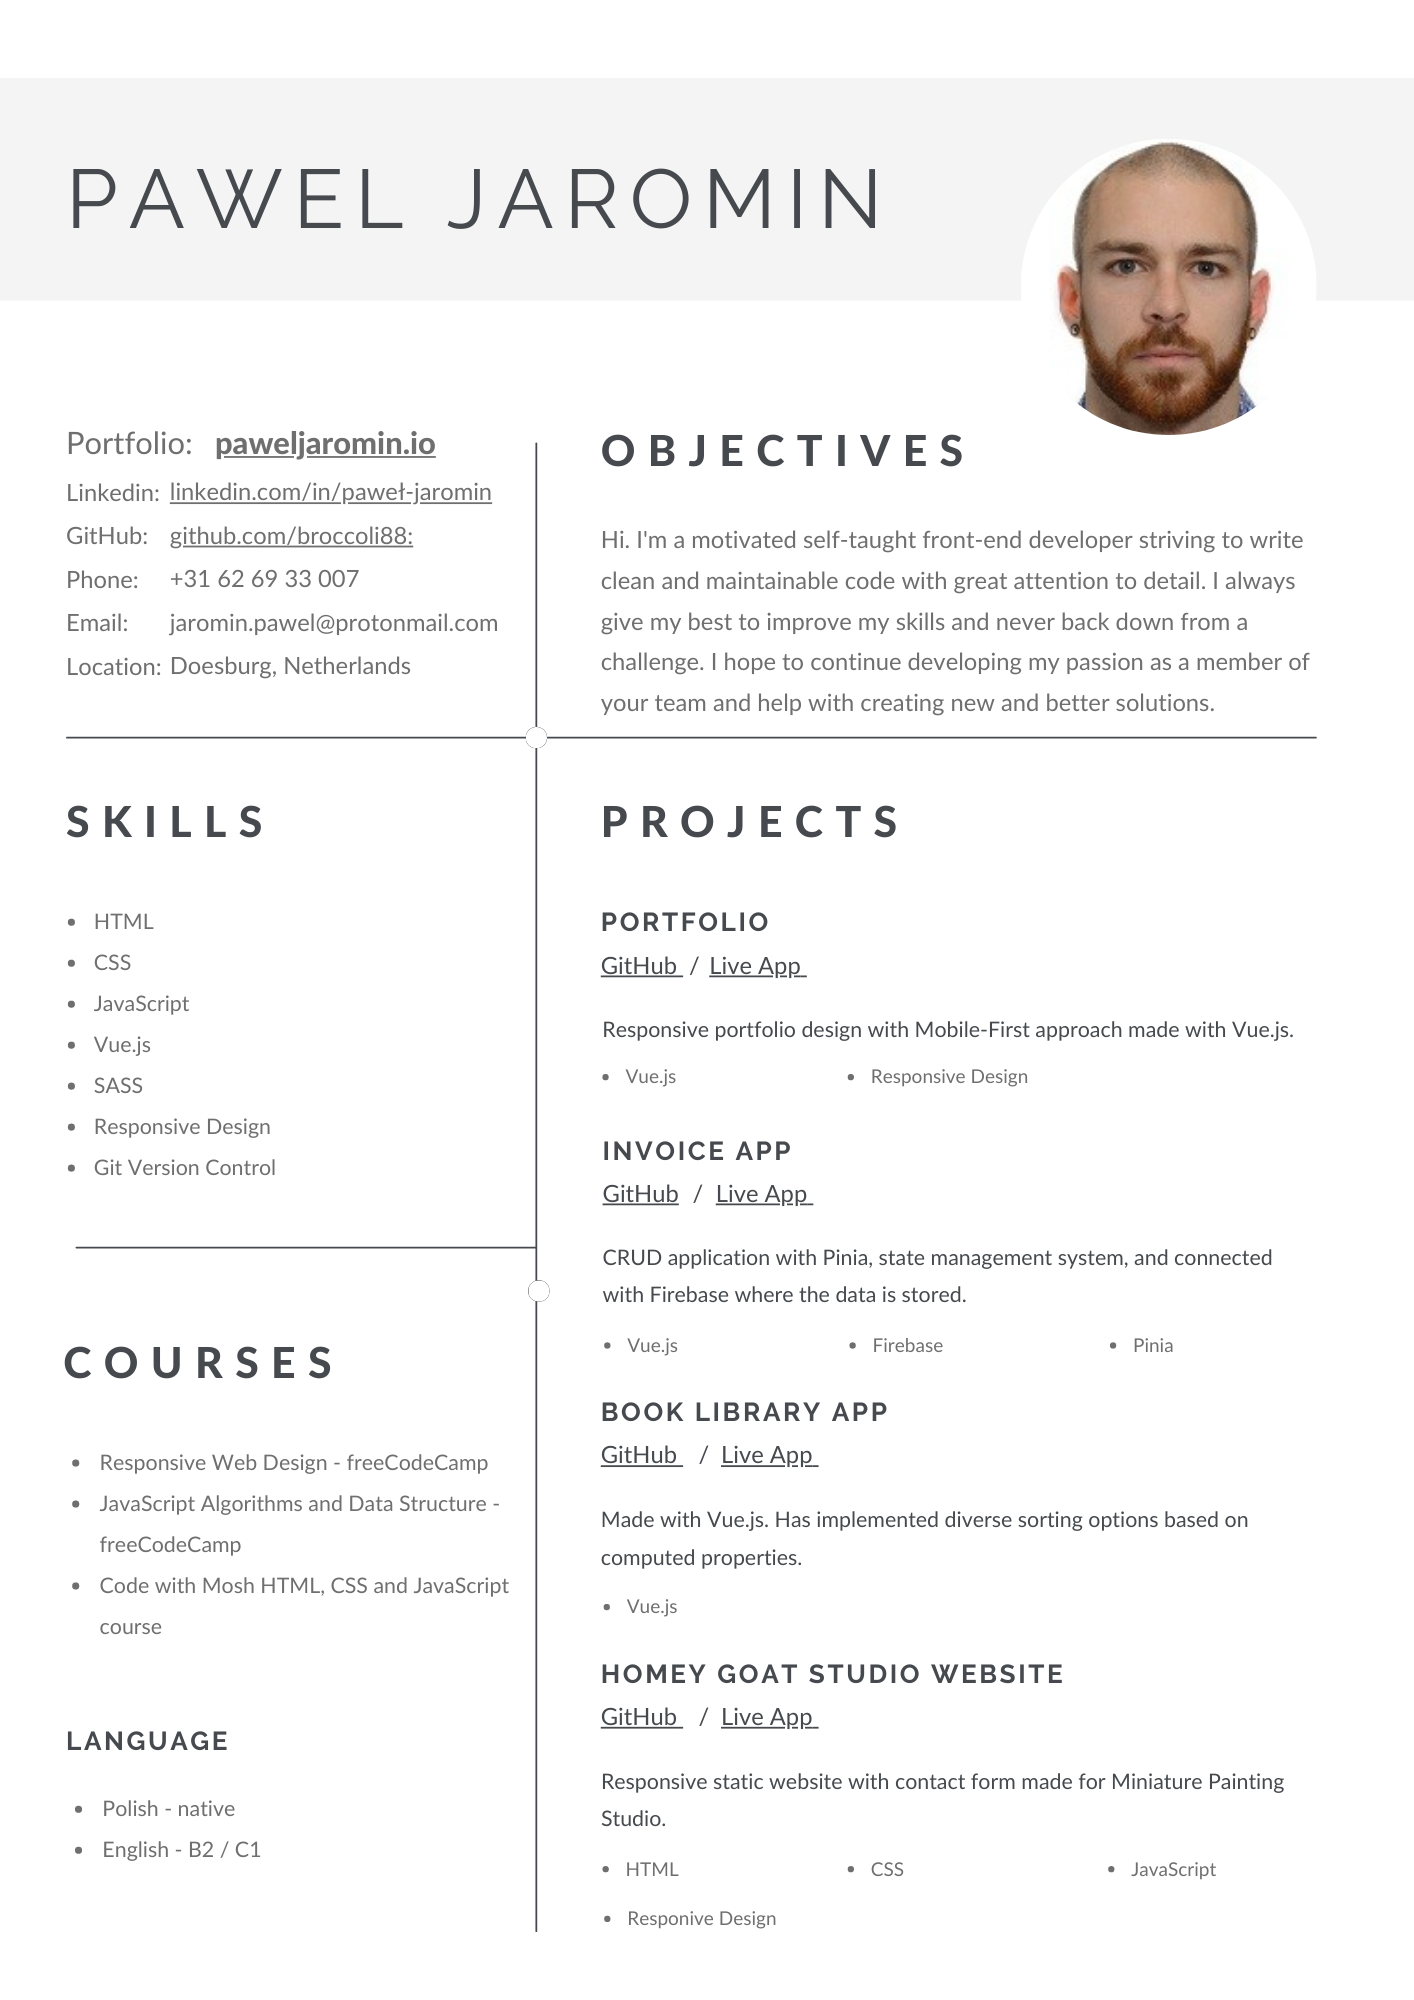 PAWEL JAROMIN
Portfolio: paweljaromin.io
Linkedin: linkedin.com/in/paweł-jaromin
GitHub: github.com/broccoli88:
Phone: +31 62 69 33 007
Email: jaromin.pawel@protonmail.com
Location: Doesburg, Netherlands
OBJECTIVES
Hi. I'm a motivated self-taught front-end developer striving to write
clean and maintainable code with great attention to detail. I always
give my best to improve my skills and never back down from a
challenge. I hope to continue developing my passion as a member of
your team and help with creating new and better solutions.
SKILLS
• HTML
• CSS
• JavaScript
• Vue.js
• SASS
• Responsive Design
• Git Version Control
COURSES
• Responsive Web Design - freeCodeCamp
• JavaScript Algorithms and Data Structure -
freeCodeCamp
• Code with Mosh HTML, CSS and JavaScript
course
LANGUAGE
• Polish - native
• English - B2 / C1
PROJECTS
PORTFOLIO
GitHub / Live App
Responsive portfolio design with Mobile-First approach made with Vue.js.
• Vue.js • Responsive Design
INVOICE APP
GitHub / Live App
CRUD application with Pinia, state management system, and connected
with Firebase where the data is stored.
• Vue.js • Firebase • Pinia
BOOK LIBRARY APP
GitHub / Live App
Made with Vue.js. Has implemented diverse sorting options based on
computed properties.
• Vue.js
HOMEY GOAT STUDIO WEBSITE
GitHub / Live App
Responsive static website with contact form made for Miniature Painting
Studio.
• HTML • CSS • JavaScript
• Responive Design